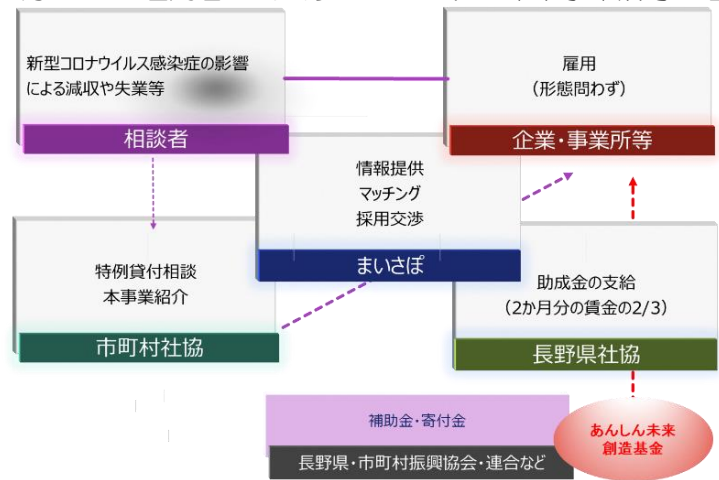 新型コロナウイルス感染症の影響
による減収や失業等
相談者
雇用
(形態問わず)
企業・事業所等
情報提供
マッチング
採用交渉
まいさぽ
特例貸付相談
本事業紹介
市町村社協
助成金の支給
(2か月分の賃金の2/3)
長野県社協
補助金・寄付金
長野県・市町村振興協会・連合など
あんしん未来
創造基金